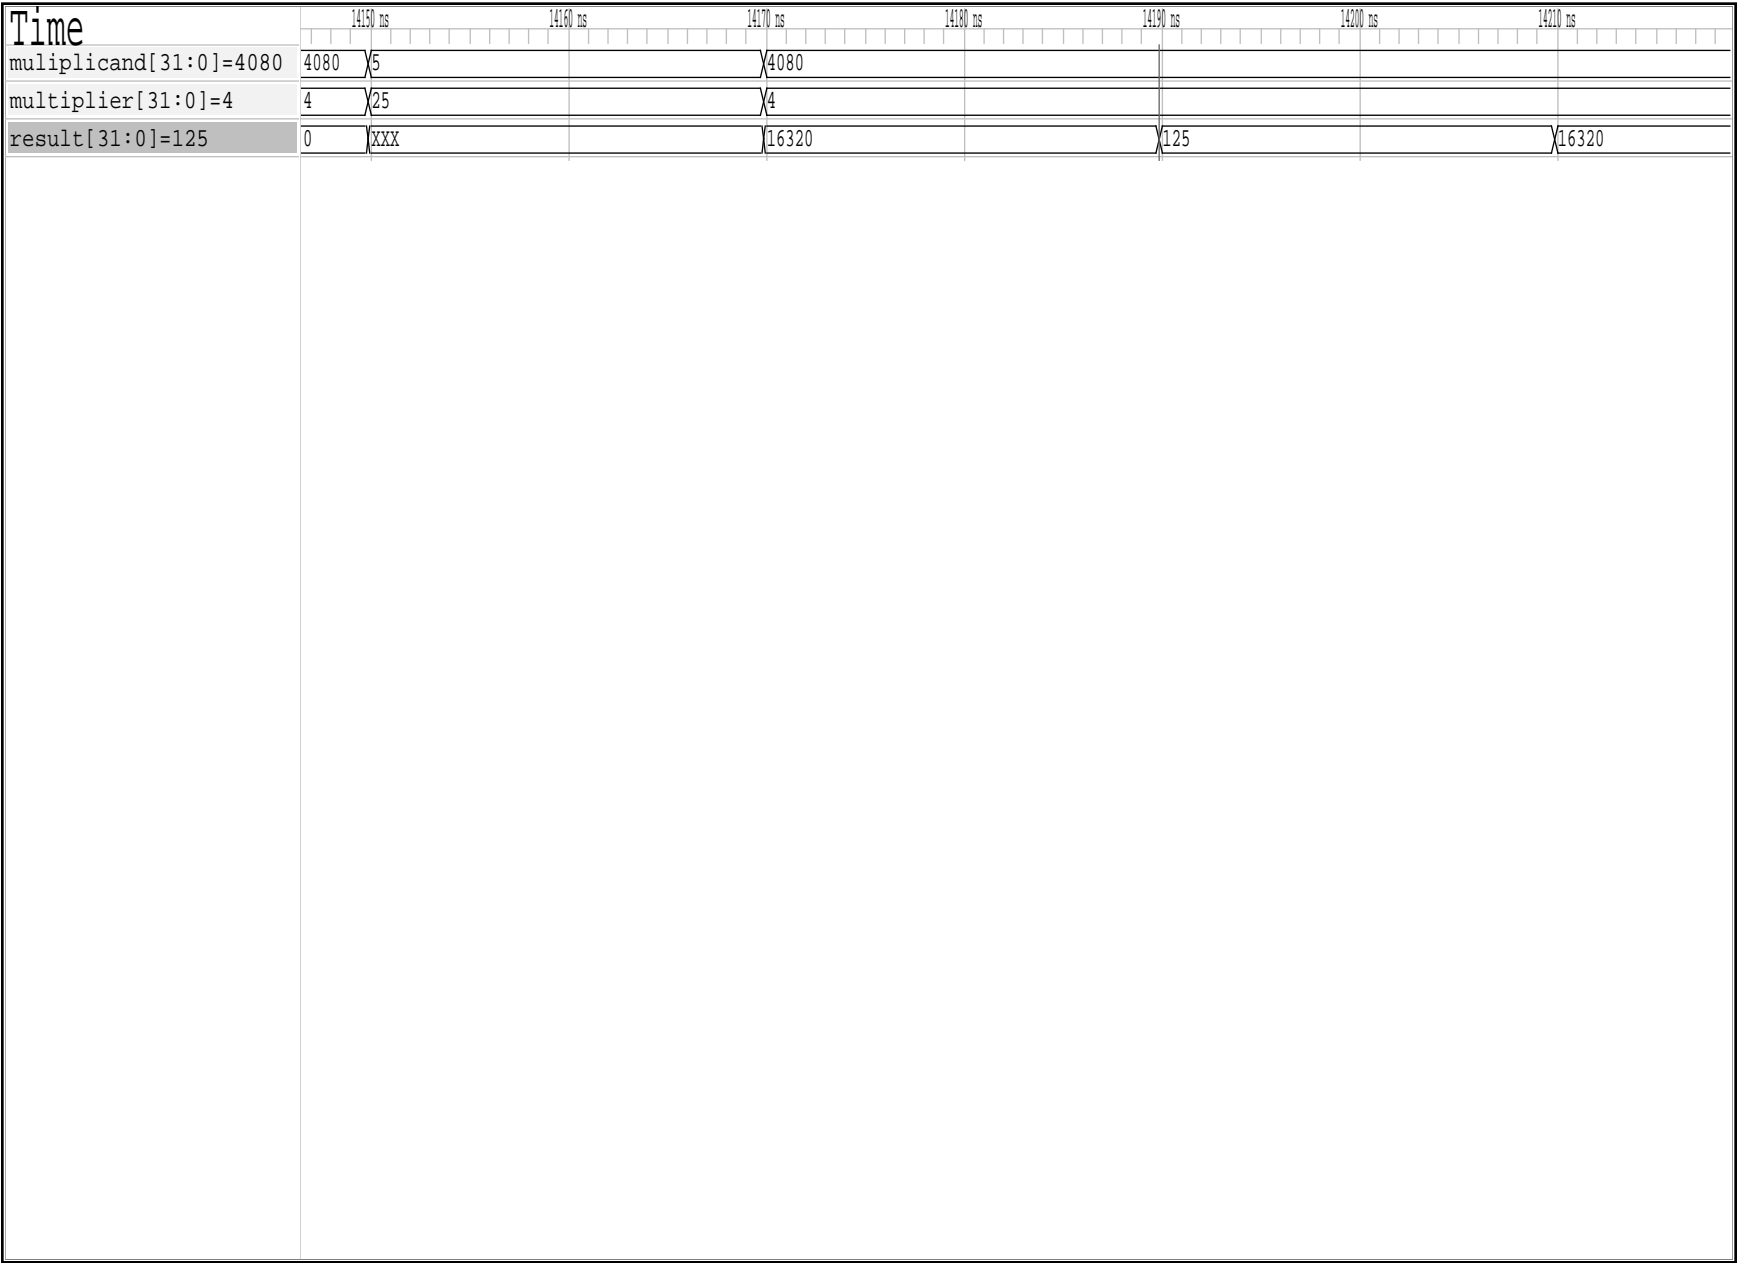 Time 14150 ns 14160 ns 14170 ns 14180 ns 14190 ns 14200 ns 14210 ns
muliplicand[31:0]=4080 4080 5 4080
multiplier[31:0]=4 4 25 4
result[31:0]=125 0 XXX 16320 125 16320